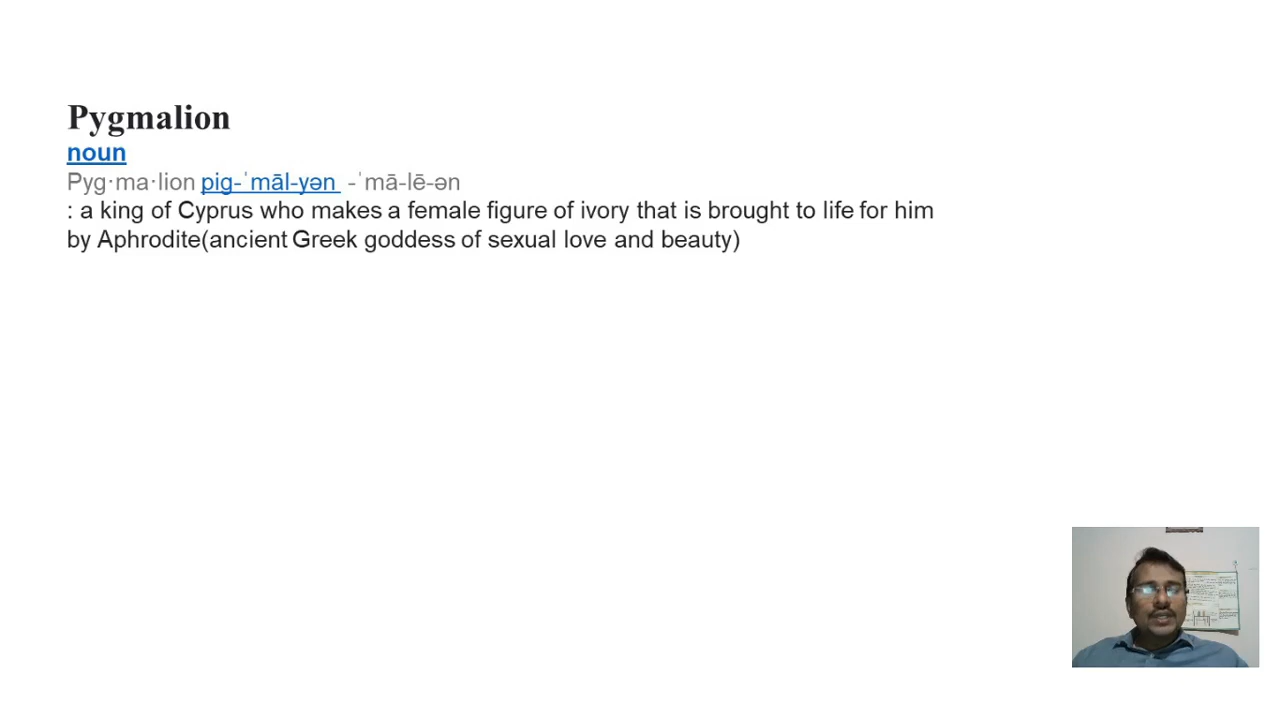 Pygmalion
noun
Pyg·ma·lion pig-ˈmāl-yən  -ˈmā-lē-ən
: a king of Cyprus who makes a female figure of ivory that is brought to life for him
by Aphrodite(ancient Greek goddess of sexual love and beauty)